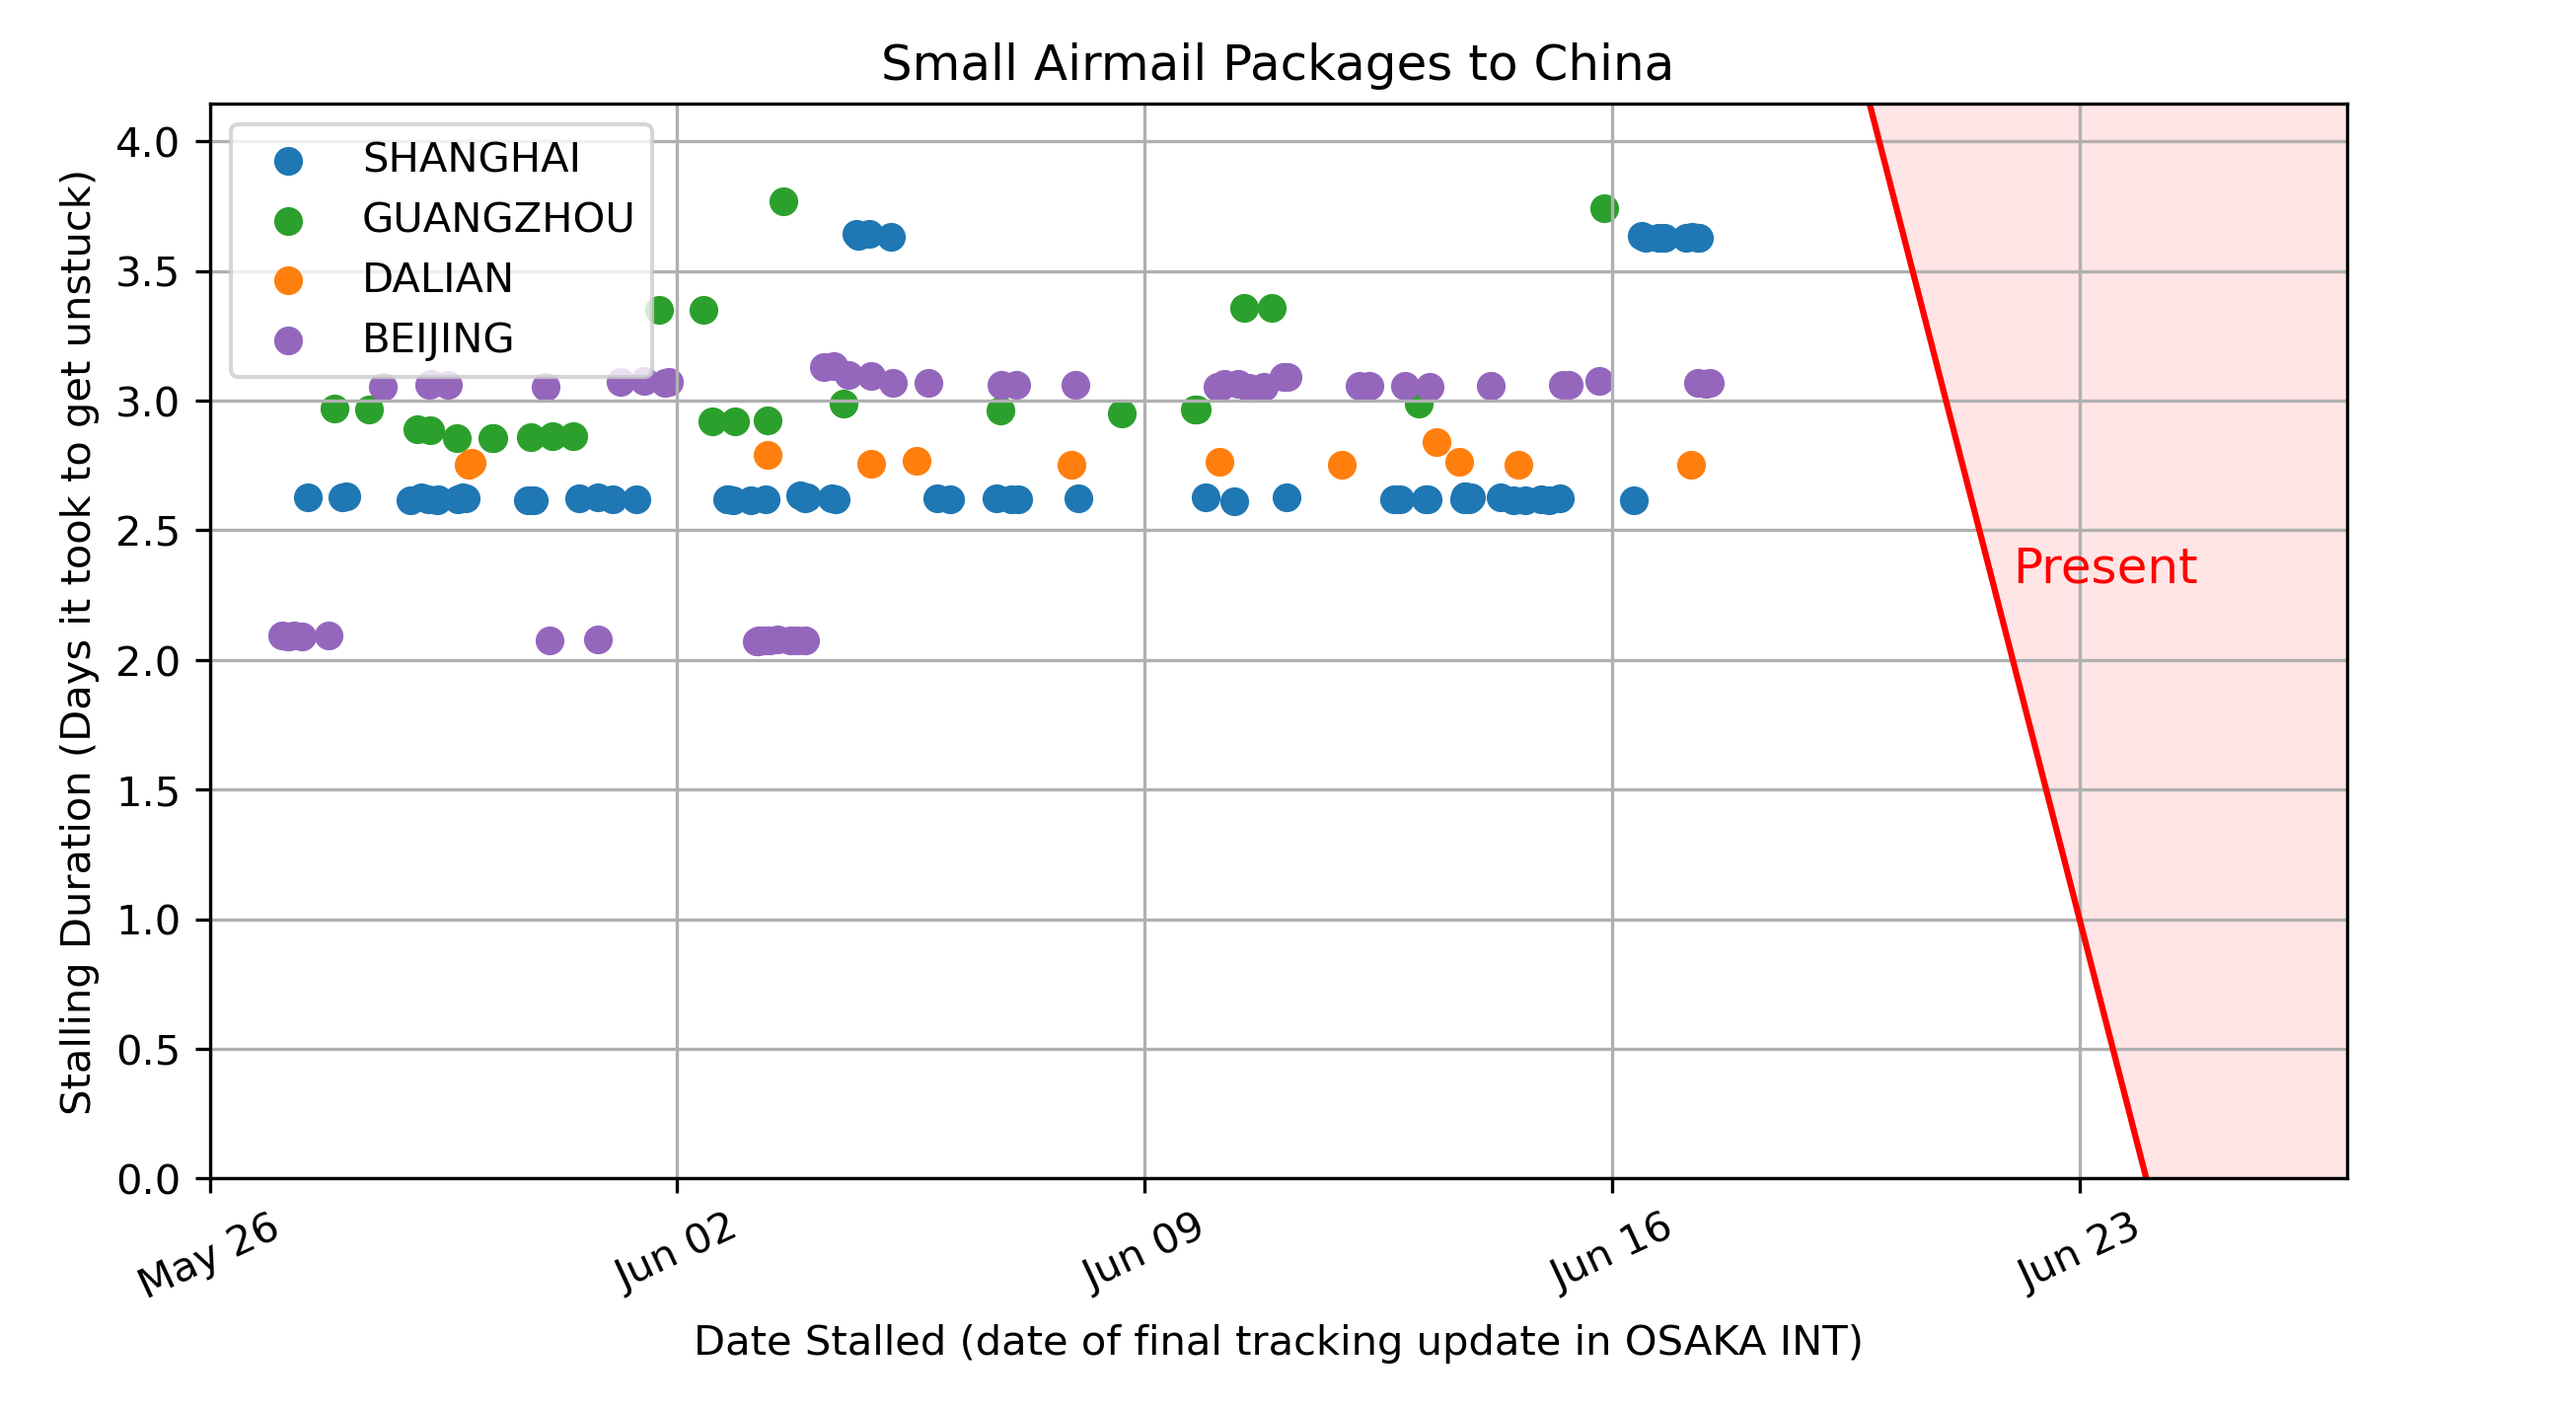 Small Airmail Packages to China
Stalling Duration (Days it took to get unstuck)
4.0
3.5
3.0
2.5
2.0
1.5
1.0
0.5
0.0
SHANGHAI
GUANGZHOU
DALIAN
BEIJING
Present
May 26
Jun 02
Jun 09
Jun 16
Jun 23
Date Stalled (date of final tracking update in OSAKA INT)